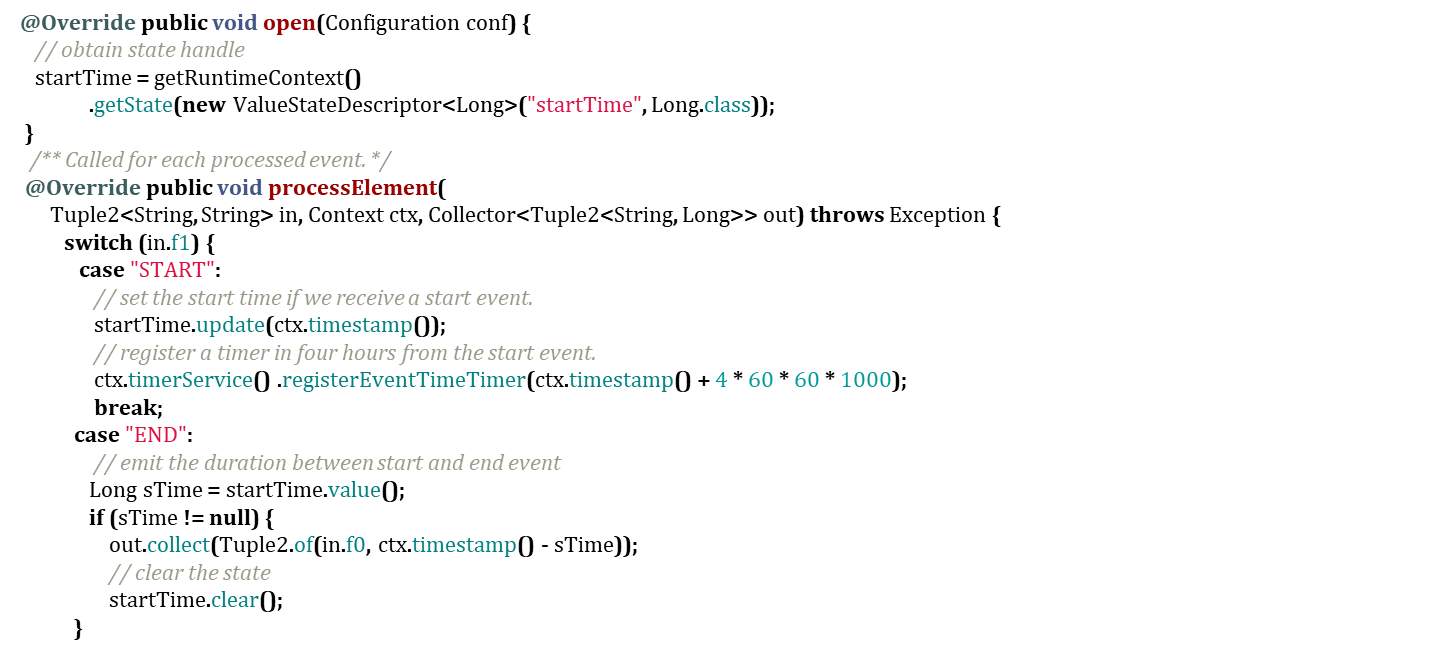 @Override public void open(Configuration conf) {
// obtain state handle
startTime = getRuntimeContext()
.getState(new ValueStateDescriptor<Long>("startTime", Long.class));
}
/** Called for each processed event. */
@Override public void processElement(
Tuple2<String, String> in, Context ctx, Collector<Tuple2<String, Long>> out) throws Exception {
switch (in.f1) {
case "START":
// set the start time if we receive a start event.
startTime.update(ctx.timestamp());
// register a timer in four hours from the start event.
ctx.timerService() .registerEventTimeTimer(ctx.timestamp() + 4 * 60 * 60 * 1000);
break;
case "END":
// emit the duration between start and end event
Long sTime = startTime.value();
if (sTime != null) {
out.collect(Tuple2.of(in.f0, ctx.timestamp() - sTime));
// clear the state
startTime.clear();
}